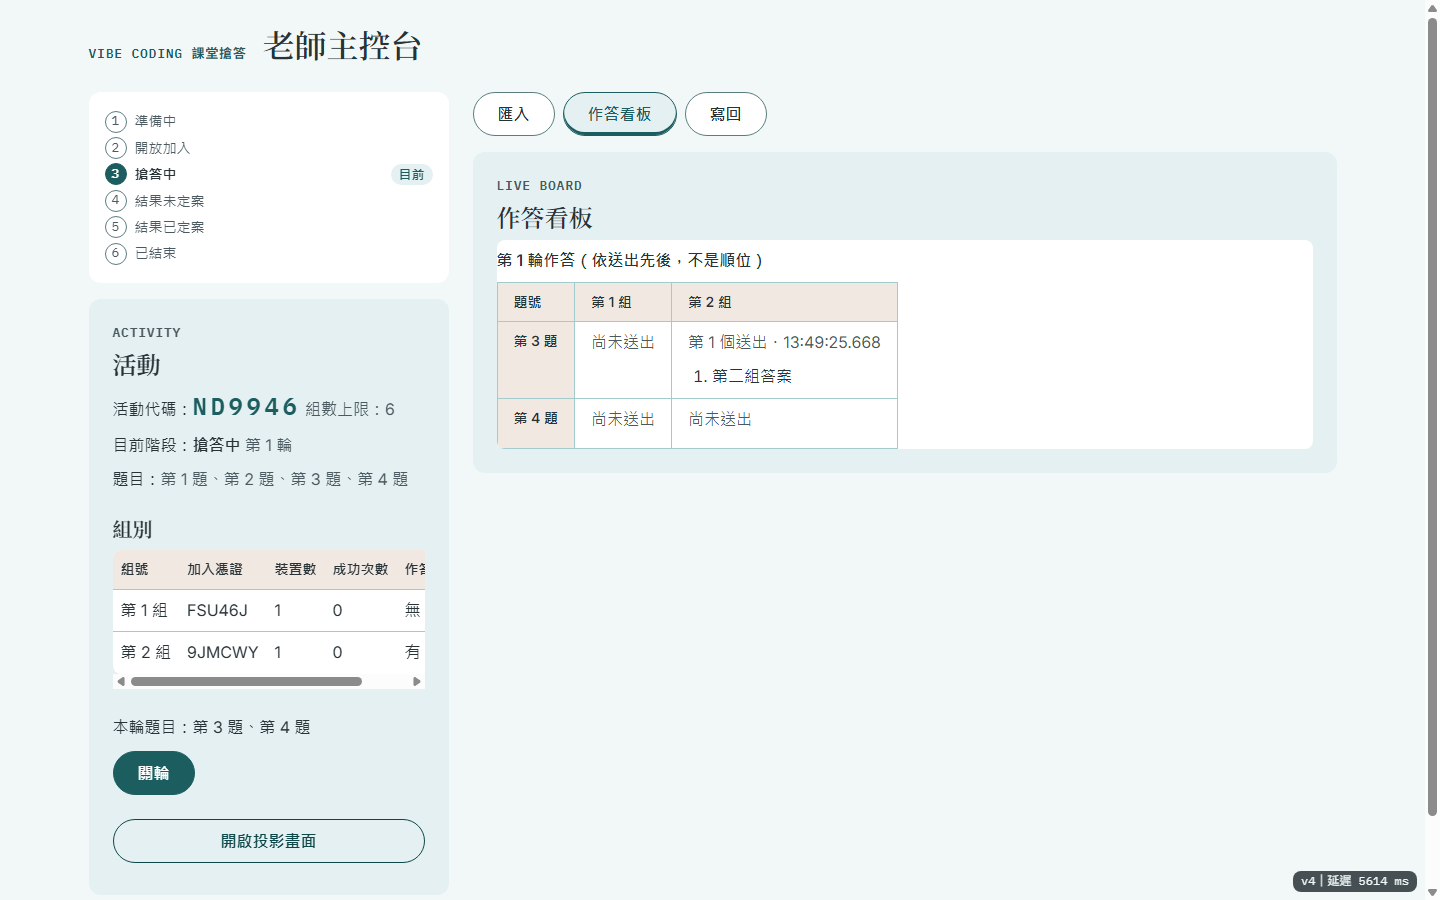 VIBE CODING 課堂搶答 老師主控台
1 準備中
2 開放加入
3 搶答中 目前
4 結果未定案
5 結果已定案
6 已結束
ACTIVITY
活動
活動代碼：ND9946 組數上限：6
目前階段：搶答中 第 1 輪
題目：第 1 題、第 2 題、第 3 題、第 4 題
組別
組號 加入憑證 裝置數 成功次數
第 1 組 FSU46J 1 0 無
第 2 組 9JMCWY 1 0 有
本輪題目：第 3 題、第 4 題
關輪
開啟投影畫面
匯入 作答看板 寫回
LIVE BOARD
作答看板
第 1 輪作答（依送出先後，不是順位）
題號 第 1 組 第 2 組
第 3 題 尚未送出 第 1 個送出 · 13:49:25.668
1. 第二組答案
第 4 題 尚未送出 尚未送出
v4｜延遲 5614 ms